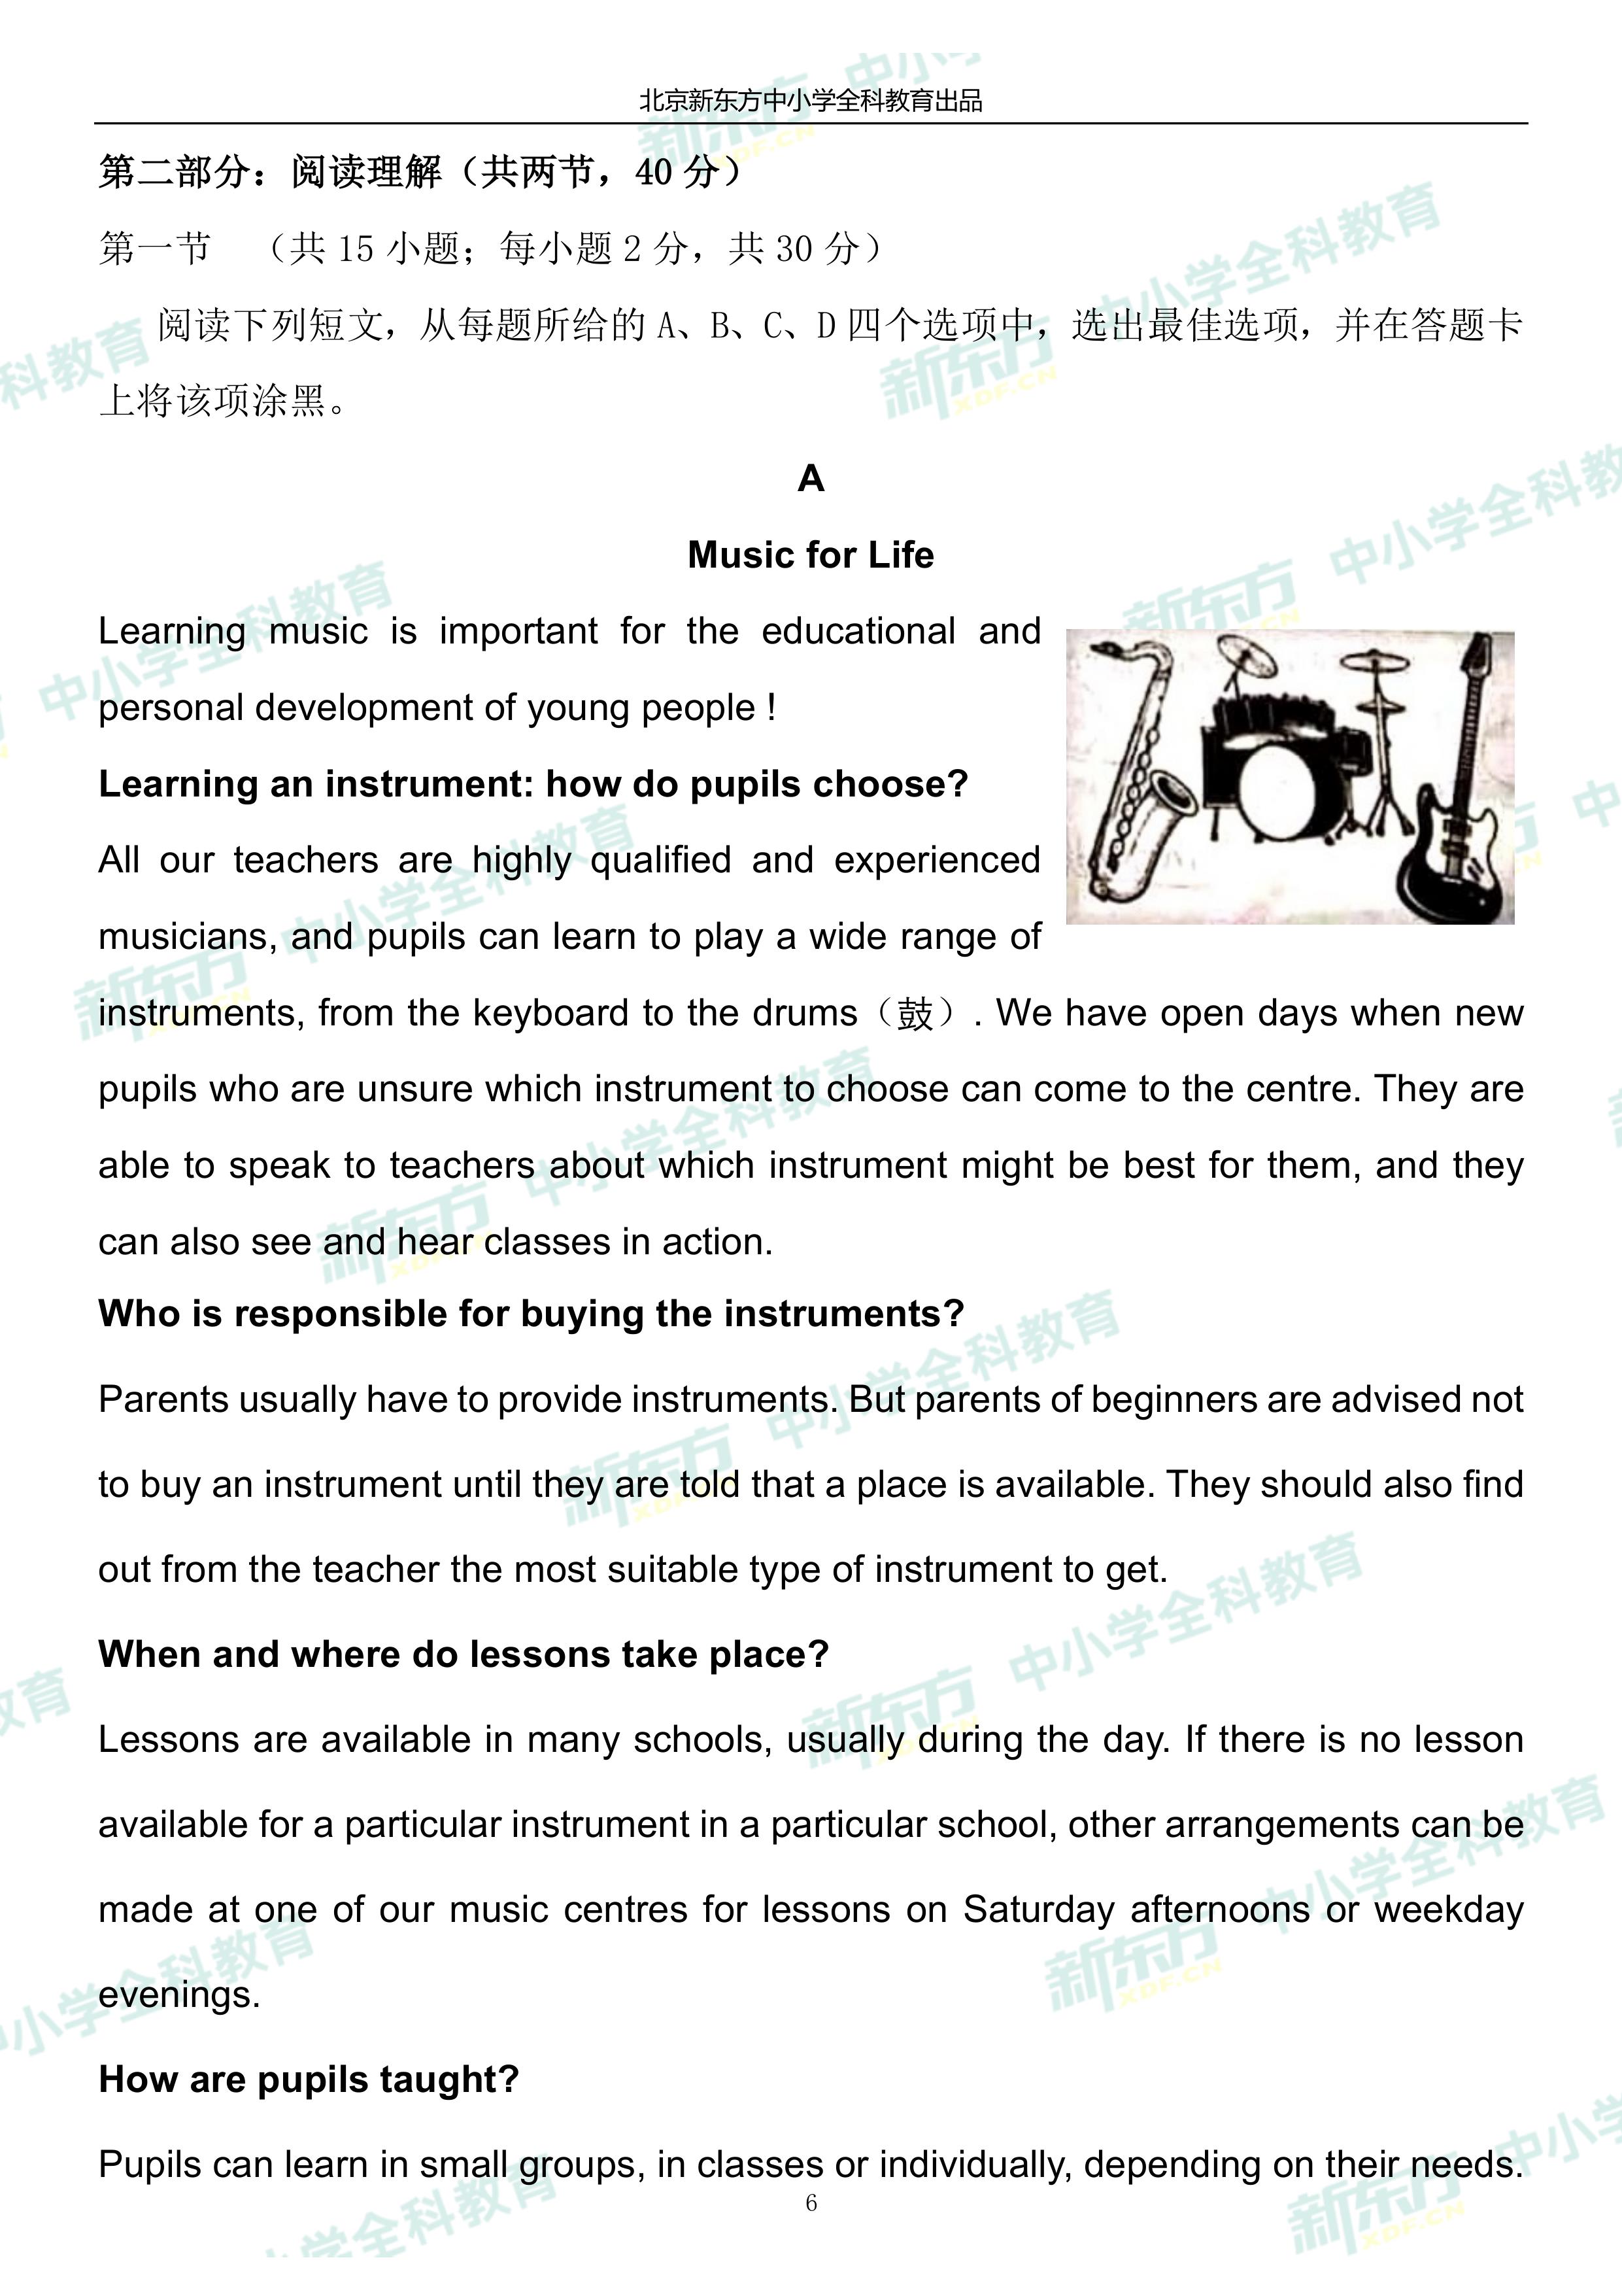 北京新东方中小学全科教育出品
第二部分：阅读理解（共两节，40 分）
第一节　（共 15 小题；每小题 2 分，共 30 分）
阅读下列短文，从每题所给的 A、B、C、D 四个选项中，选出最佳选项，并在答题卡
上将该项涂黑。
A
Music for Life
Learning music is important for the educational and
personal development of young people !
Learning an instrument: how do pupils choose?
All our teachers are highly qualified and experienced
musicians, and pupils can learn to play a wide range of
instruments, from the keyboard to the drums（鼓）. We have open days when new
pupils who are unsure which instrument to choose can come to the centre. They are
able to speak to teachers about which instrument might be best for them, and they
can also see and hear classes in action.
Who is responsible for buying the instruments?
Parents usually have to provide instruments. But parents of beginners are advised not
to buy an instrument until they are told that a place is available. They should also find
out from the teacher the most suitable type of instrument to get.
When and where do lessons take place?
Lessons are available in many schools, usually during the day. If there is no lesson
available for a particular instrument in a particular school, other arrangements can be
made at one of our music centres for lessons on Saturday afternoons or weekday
evenings.
How are pupils taught?
Pupils can learn in small groups, in classes or individually, depending on their needs.
6
新东方 XDF.CN 中小学全科教育